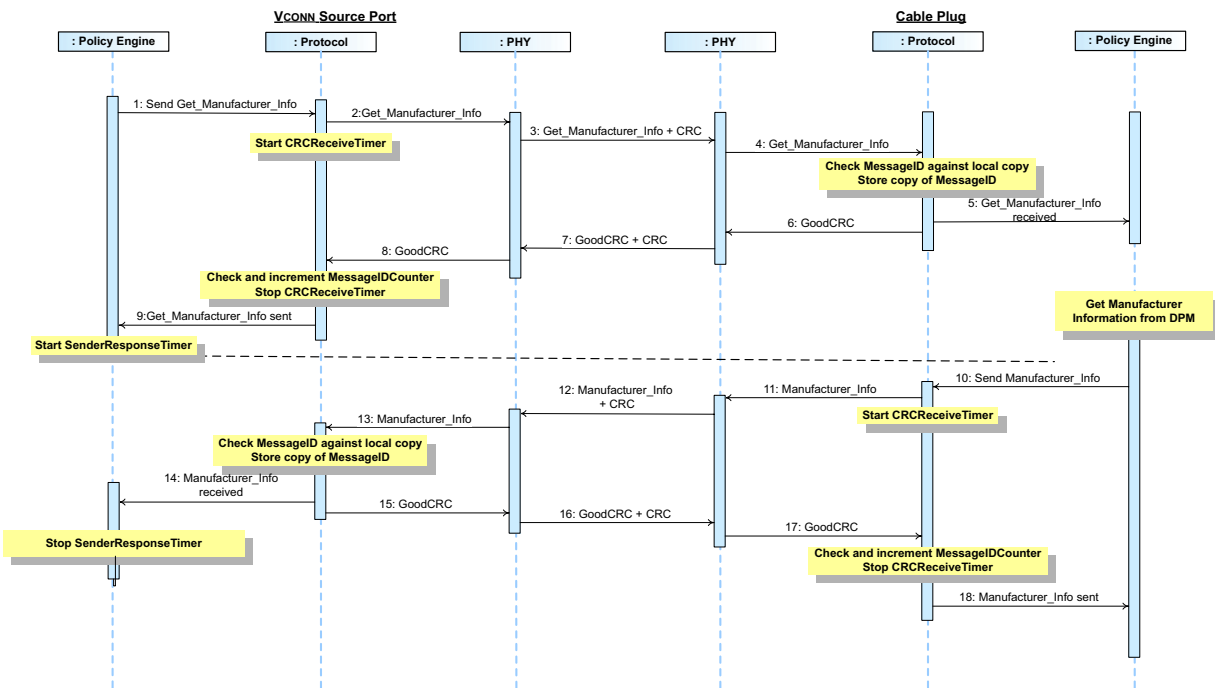 VCONN Source Port
Cable Plug
: Policy Engine
: Protocol
: PHY
: PHY
: Protocol
: Policy Engine
1: Send Get_Manufacturer_Info
2:Get_Manufacturer_Info
Start CRCReceiveTimer
3: Get_Manufacturer_Info + CRC
4: Get_Manufacturer_Info
Check MessageID against local copy
Store copy of MessageID
5: Get_Manufacturer_Info
received
6: GoodCRC
7: GoodCRC + CRC
8: GoodCRC
Check and increment MessageIDCounter
Stop CRCReceiveTimer
9:Get_Manufacturer_Info sent
Start SenderResponseTimer
Get Manufacturer
Information from DPM
10: Send Manufacturer_Info
11: Manufacturer_Info
Start CRCReceiveTimer
12: Manufacturer_Info
+ CRC
13: Manufacturer_Info
Check MessageID against local copy
Store copy of MessageID
14: Manufacturer_Info
received
15: GoodCRC
16: GoodCRC + CRC
17: GoodCRC
Stop SenderResponseTimer
Check and increment MessageIDCounter
Stop CRCReceiveTimer
18: Manufacturer_Info sent